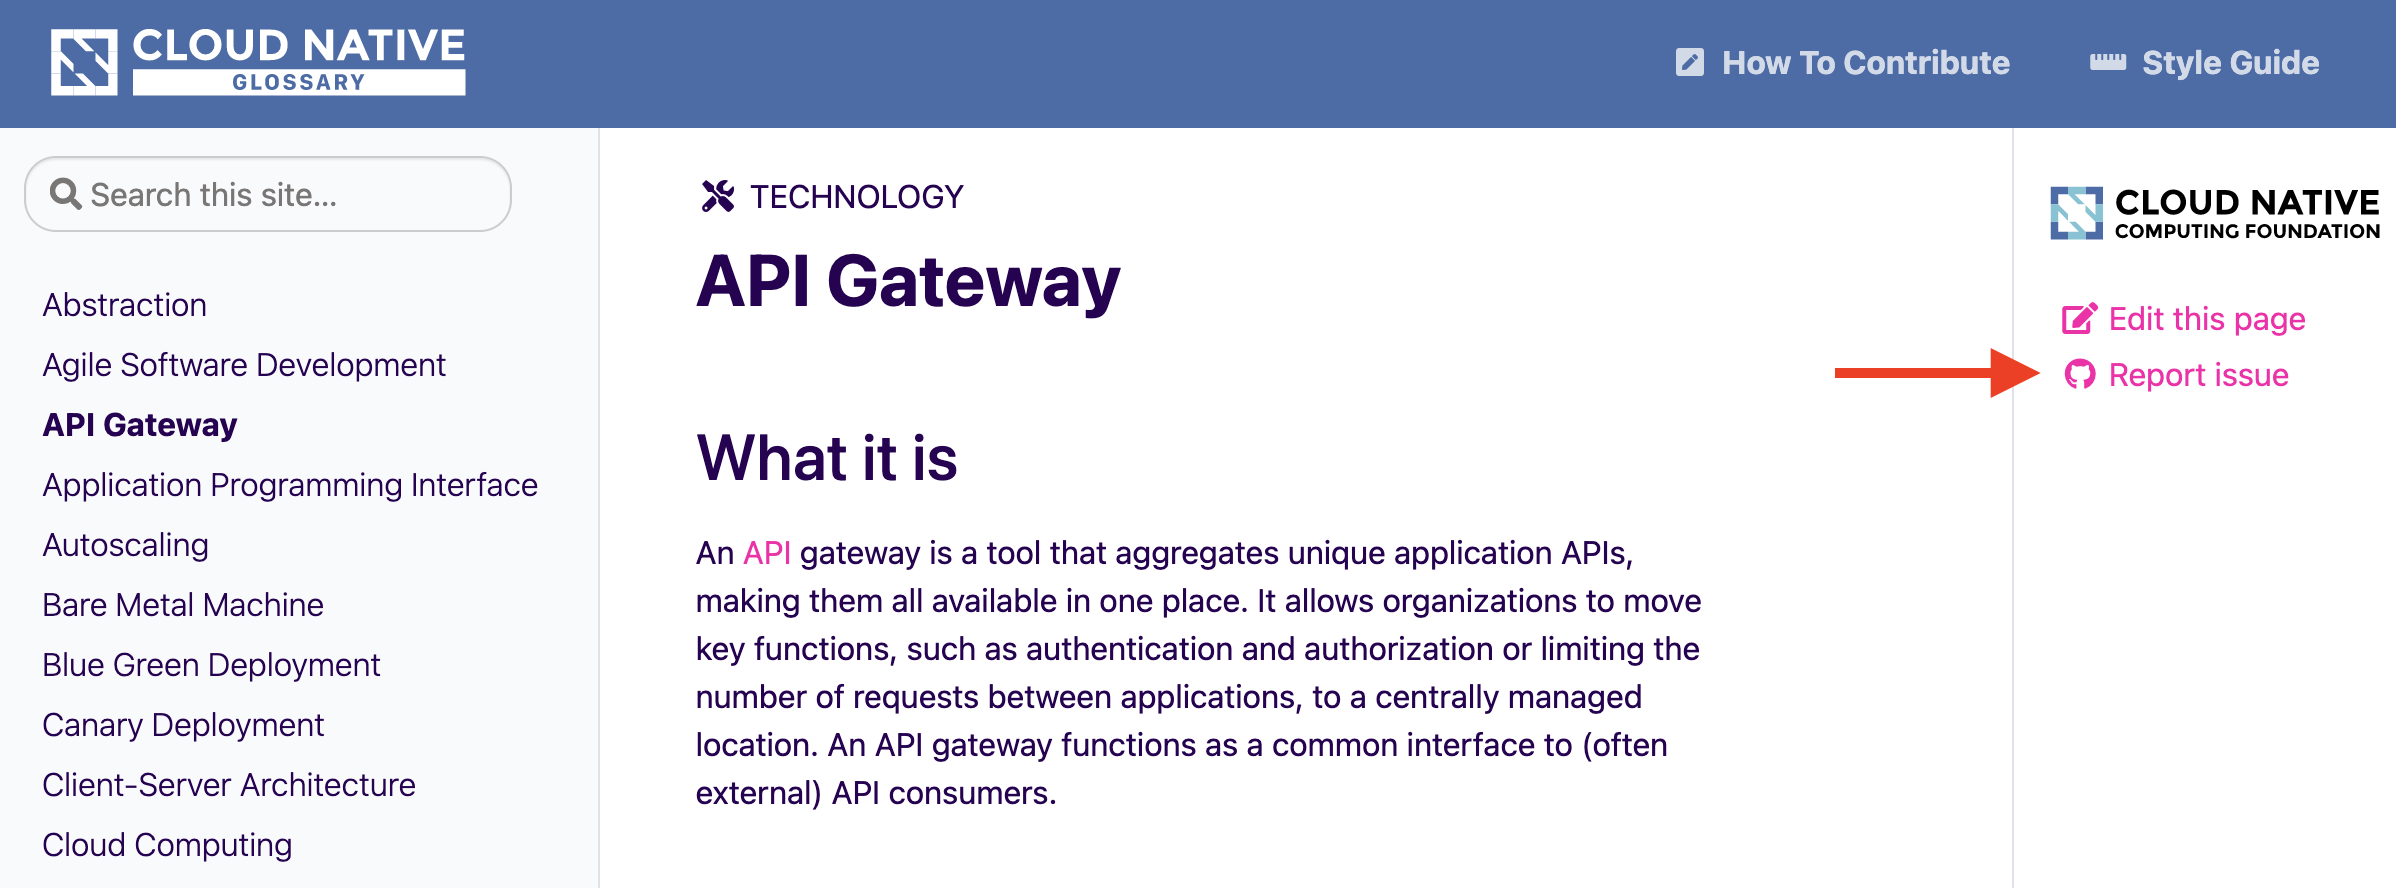 CLOUD NATIVE
GLOSSARY
How To Contribute
Style Guide
Search this site...
Abstraction
Agile Software Development
API Gateway
Application Programming Interface
Autoscaling
Bare Metal Machine
Blue Green Deployment
Canary Deployment
Client-Server Architecture
Cloud Computing
TECHNOLOGY
API Gateway
What it is
An API gateway is a tool that aggregates unique application APIs,
making them all available in one place. It allows organizations to move
key functions, such as authentication and authorization or limiting the
number of requests between applications, to a centrally managed
location. An API gateway functions as a common interface to (often
external) API consumers.
CLOUD NATIVE
COMPUTING FOUNDATION
Edit this page
Report issue